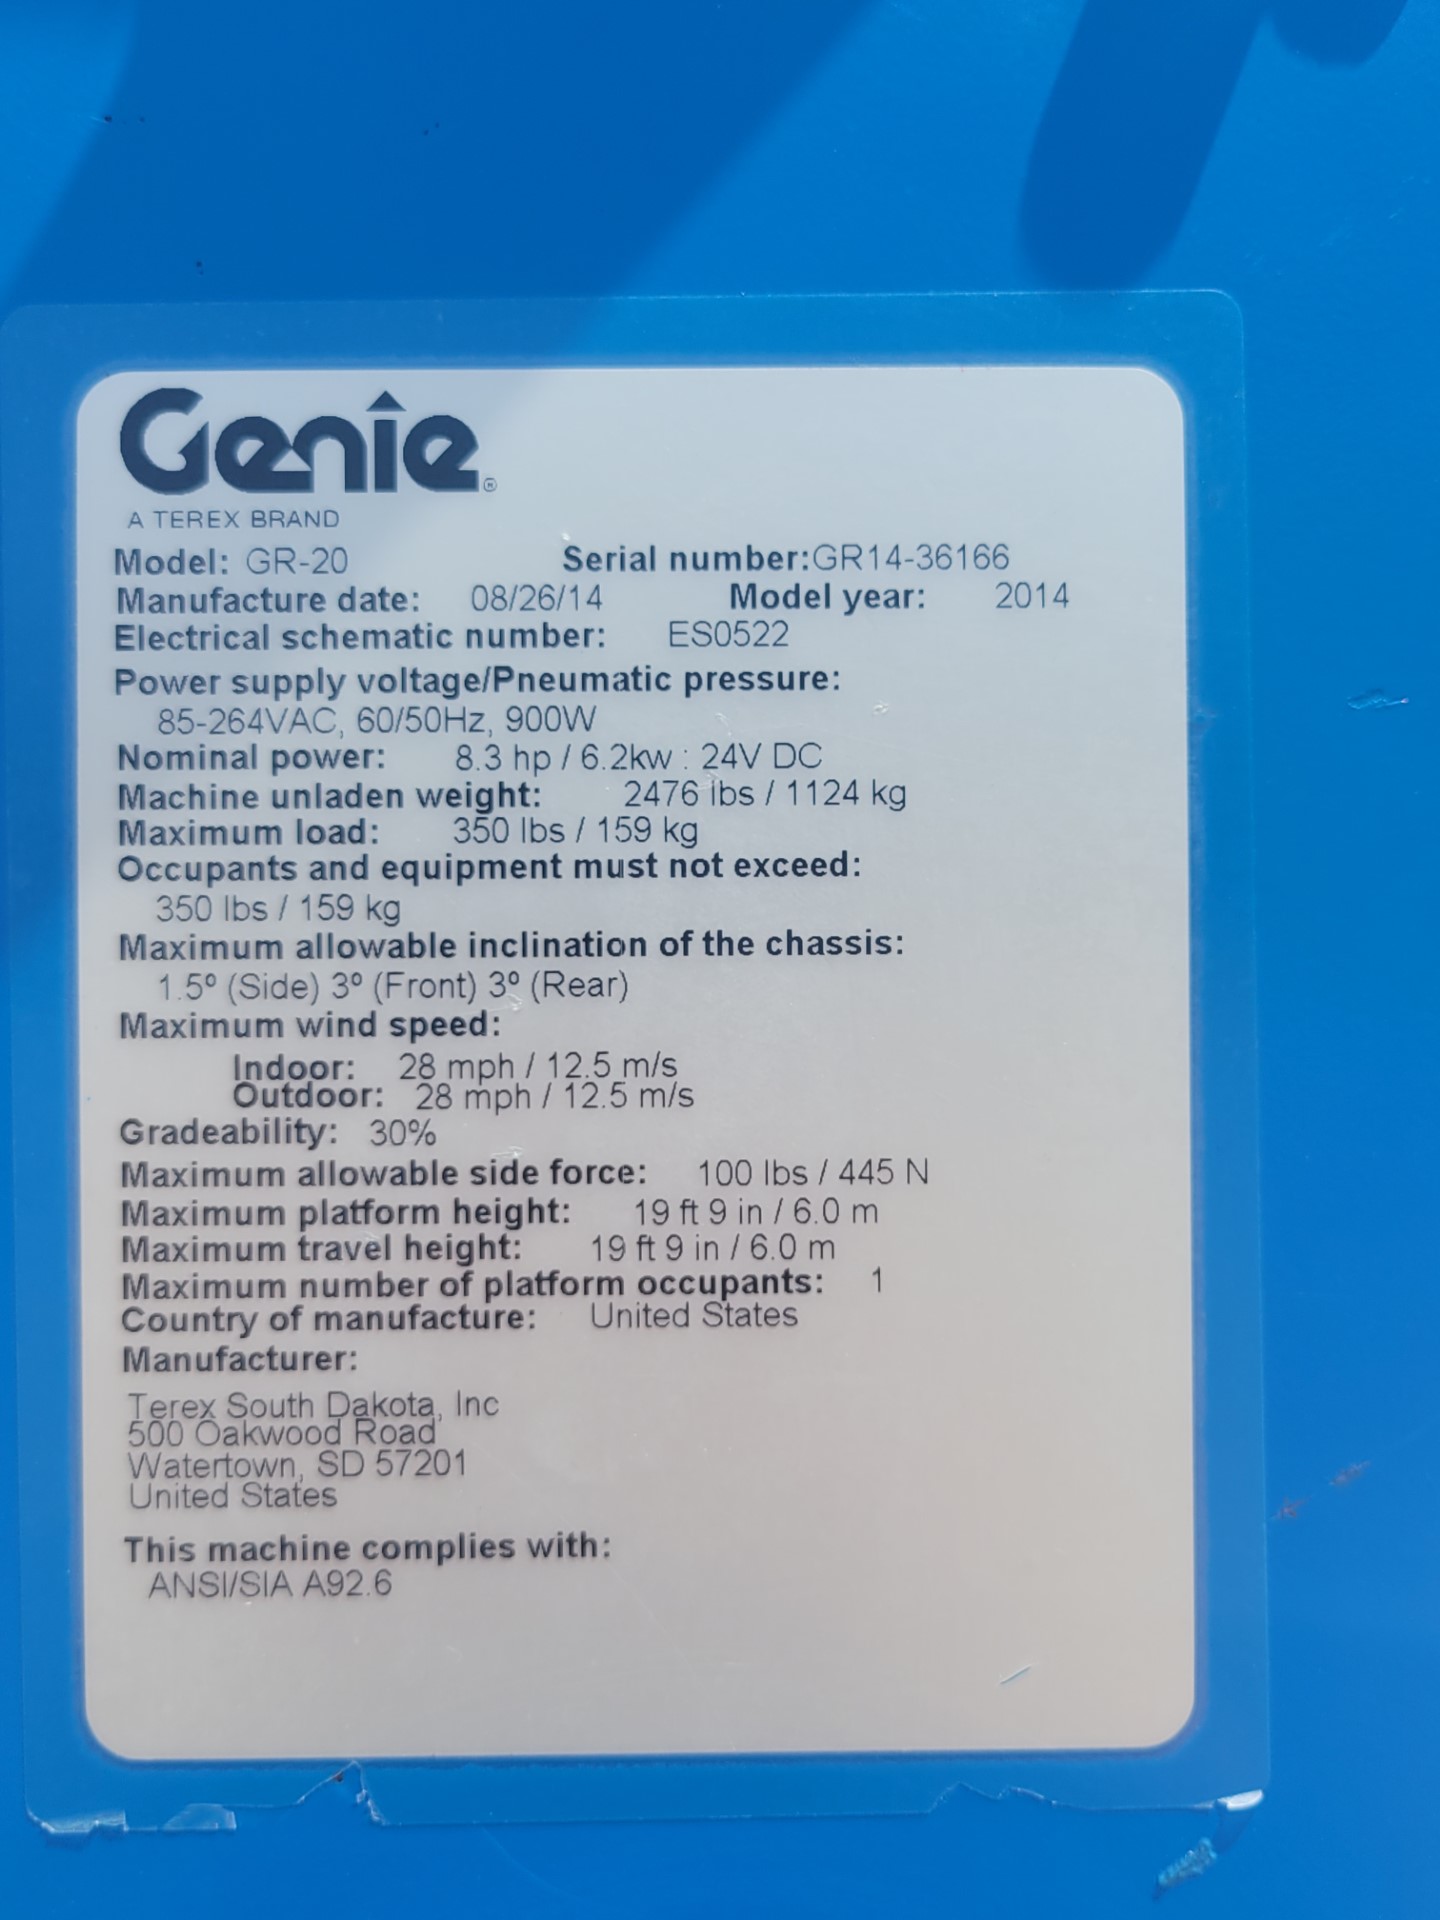 Genie®
A TEREX BRAND
Model: GR-20 Serial number:GR14-36166
Manufacture date: 08/26/14 Model year: 2014
Electrical schematic number: ES0522
Power supply voltage/Pneumatic pressure:
85-264VAC, 60/50Hz, 900W
Nominal power: 8.3 hp / 6.2kw : 24V DC
Machine unladen weight: 2476 lbs / 1124 kg
Maximum load: 350 lbs / 159 kg
Occupants and equipment must not exceed:
350 lbs / 159 kg
Maximum allowable inclination of the chassis:
1.5º (Side) 3º (Front) 3º (Rear)
Maximum wind speed:
Indoor: 28 mph / 12.5 m/s
Outdoor: 28 mph / 12.5 m/s
Gradeability: 30%
Maximum allowable side force: 100 lbs / 445 N
Maximum platform height: 19 ft 9 in / 6.0 m
Maximum travel height: 19 ft 9 in / 6.0 m
Maximum number of platform occupants: 1
Country of manufacture: United States
Manufacturer:
Terex South Dakota, Inc
500 Oakwood Road
Watertown, SD 57201
United States
This machine complies with:
ANSI/SIA A92.6